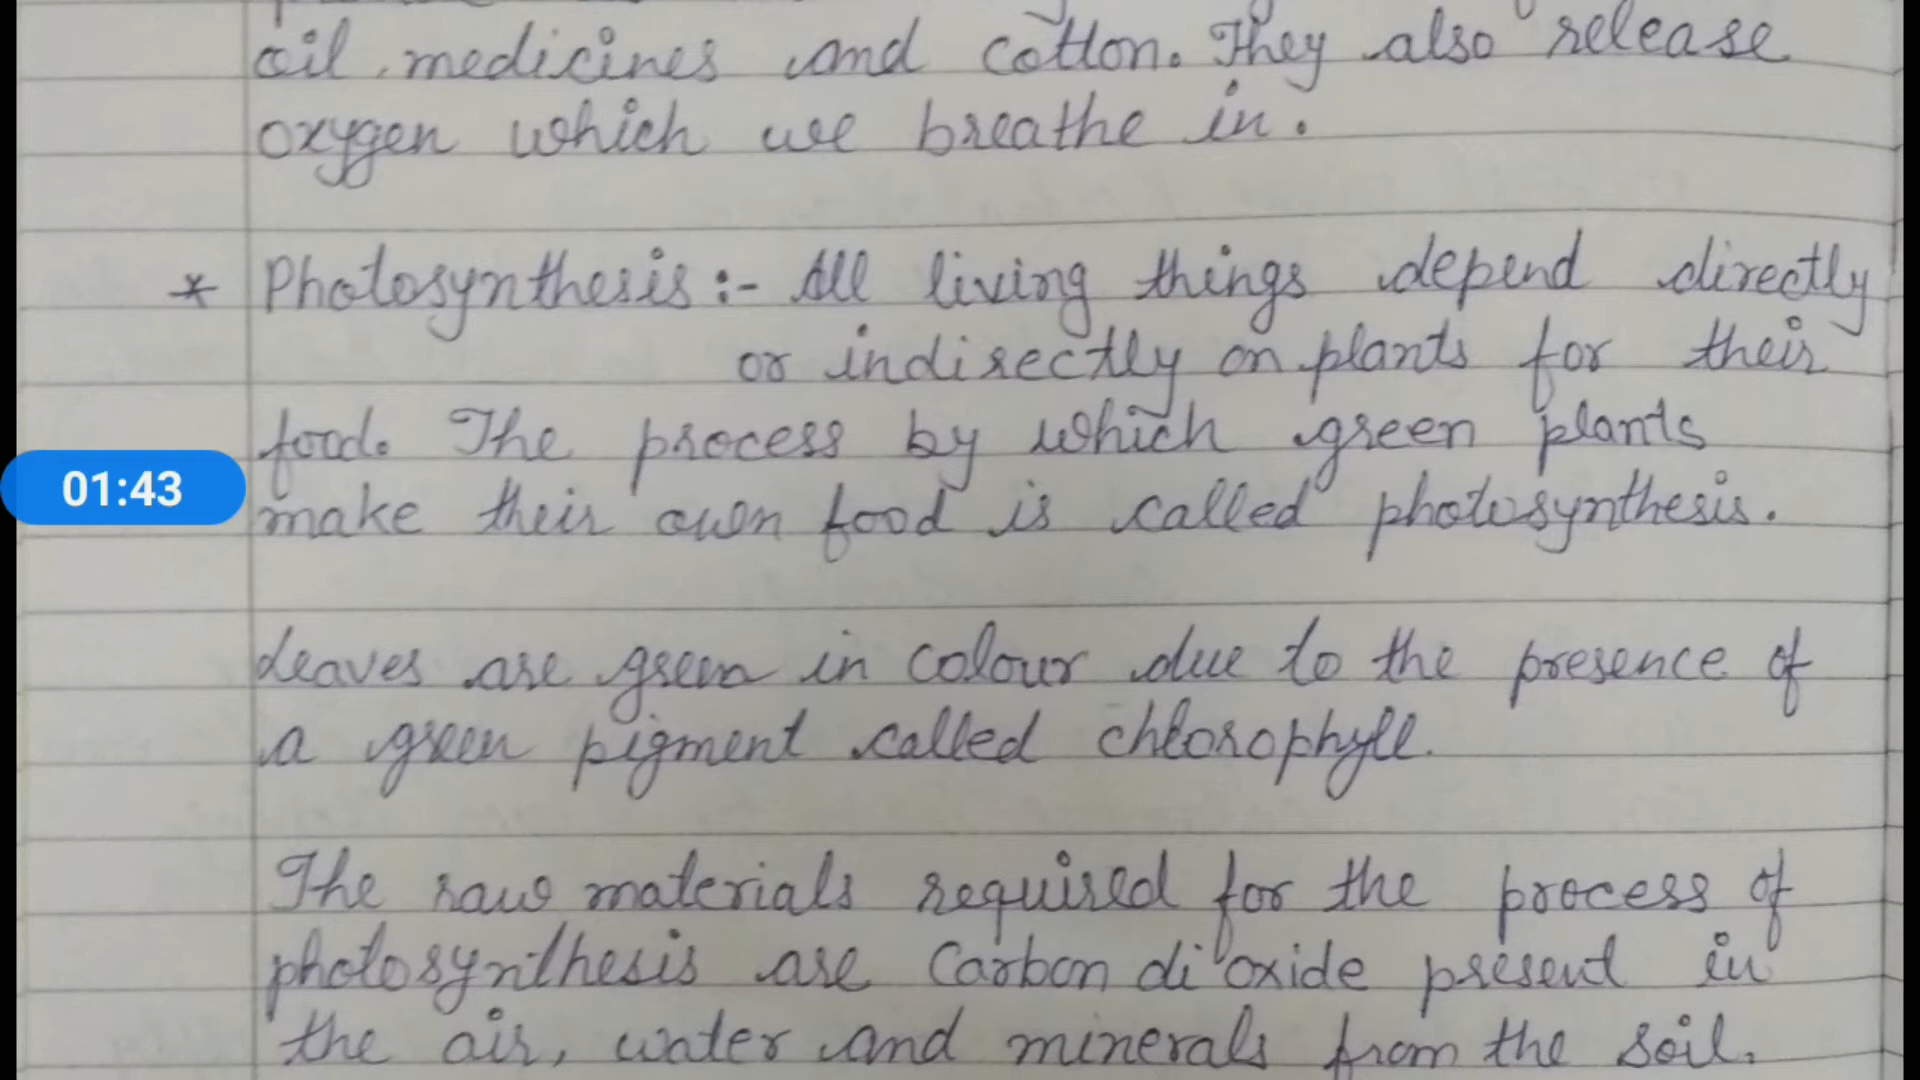 oil, medicines and cotton. They also release
oxygen which we breathe in.
* Photosynthesis :- All living things depend directly
or indirectly on plants for their
food. The process by which green plants
01:43
make their own food is called photosynthesis.
Leaves are green in colour due to the presence of
a green pigment called chlorophyll.
The raw materials required for the process of
photosynthesis are Carbon di oxide present in
the air, water and minerals from the soil.